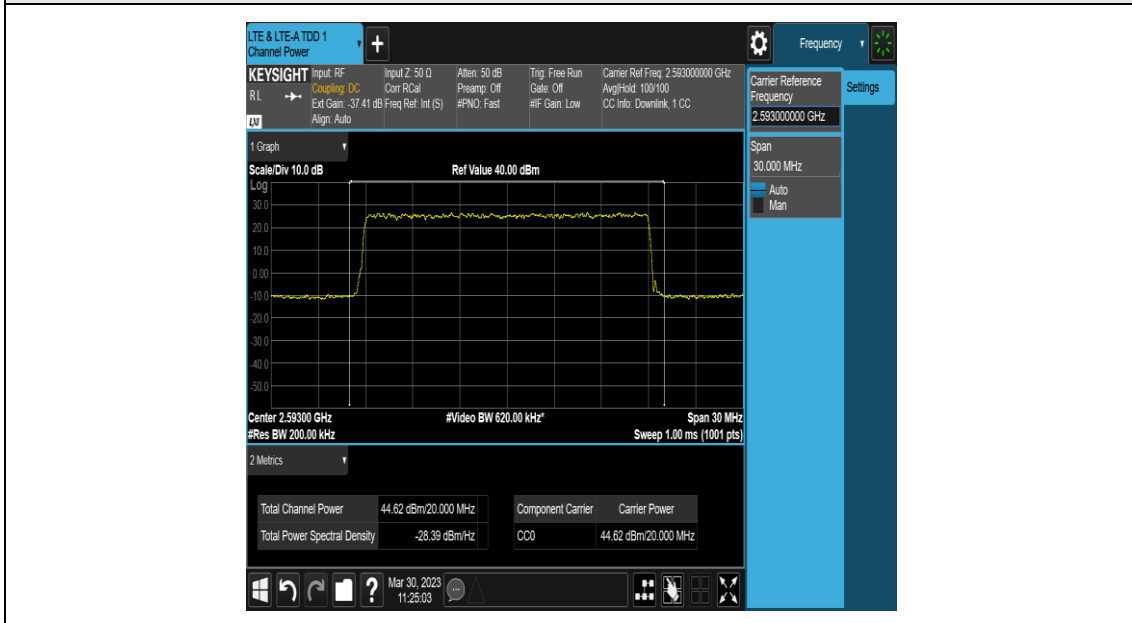 LTE & LTE-A TDD 1
Channel Power
+
Frequency
KEYSIGHT
RL
LXI
Input: RF
Coupling: DC
Ext Gain: -37.41 dB
Align: Auto
Input Z: 50 Ω
Corr RCal
Freq Ref: Int (S)
Atten: 50 dB
Preamp: Off
#PNO: Fast
Trig: Free Run
Gate: Off
#IF Gain: Low
Carrier Ref Freq: 2.593000000 GHz
Avg|Hold: 100/100
CC Info: Downlink, 1 CC
Carrier Reference
Frequency
2.593000000 GHz
Settings
Span
30.000 MHz
Auto
Man
1 Graph
Scale/Div 10.0 dB
Ref Value 40.00 dBm
Log
30.0
20.0
10.0
0.00
-10.0
-20.0
-30.0
-40.0
-50.0
Center 2.59300 GHz
#Video BW 620.00 kHz*
Span 30 MHz
#Res BW 200.00 kHz
Sweep 1.00 ms (1001 pts)
2 Metrics
Total Channel Power 44.62 dBm/20.000 MHz
Total Power Spectral Density -28.39 dBm/Hz
Component Carrier Carrier Power
CC0 44.62 dBm/20.000 MHz
?
Mar 30, 2023
11:25:03